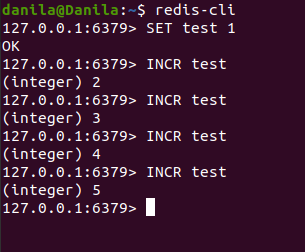 danila@Danila:~$ redis-cli
127.0.0.1:6379> SET test 1
OK
127.0.0.1:6379> INCR test
(integer) 2
127.0.0.1:6379> INCR test
(integer) 3
127.0.0.1:6379> INCR test
(integer) 4
127.0.0.1:6379> INCR test
(integer) 5
127.0.0.1:6379>